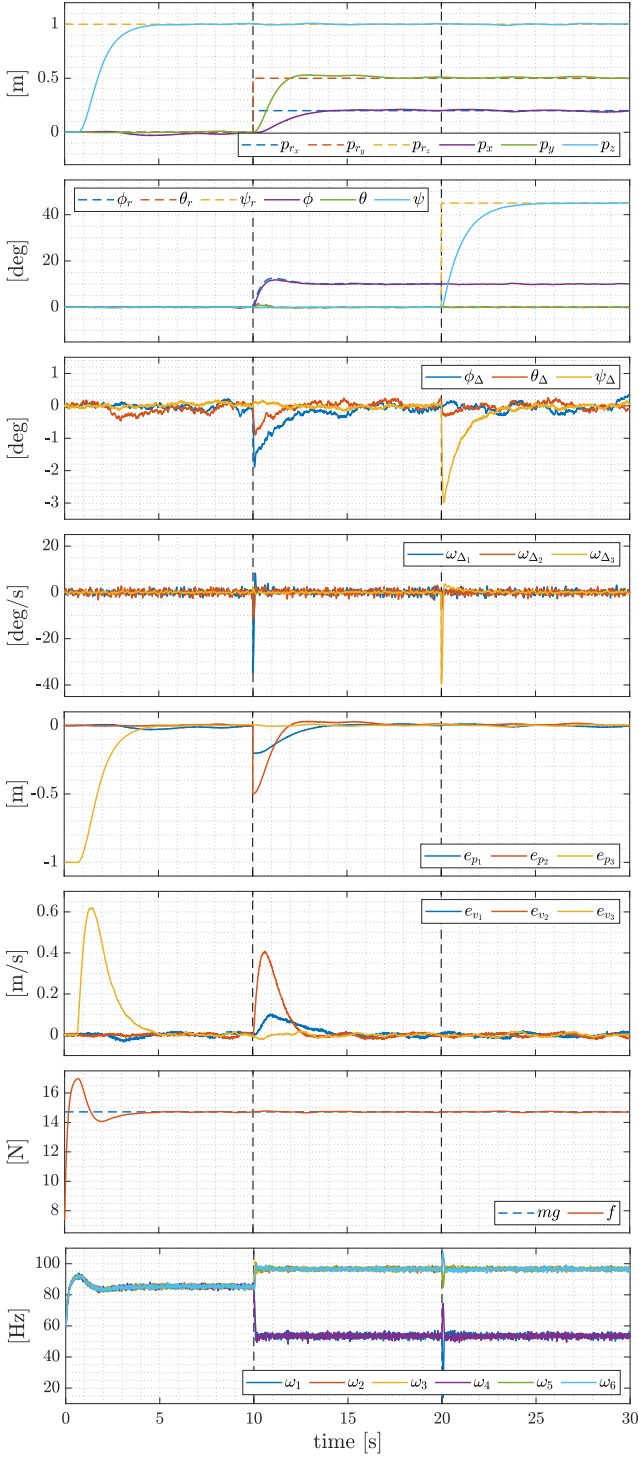 1
0.5
0
[m]
p_{r_x} p_{r_y} p_{r_z} p_x p_y p_z
ϕ_r θ_r ψ_r ϕ θ ψ
40
20
0
[deg]
ϕ_Δ θ_Δ ψ_Δ
1
0
-1
-2
-3
[deg]
ω_{Δ_1} ω_{Δ_2} ω_{Δ_3}
20
0
-20
-40
[deg/s]
0
-0.5
-1
[m]
e_{p_1} e_{p_2} e_{p_3}
e_{v_1} e_{v_2} e_{v_3}
0.6
0.4
0.2
0
[m/s]
16
14
12
10
8
[N]
mg f
100
80
60
40
20
[Hz]
ω_1 ω_2 ω_3 ω_4 ω_5 ω_6
0 5 10 15 20 25 30
time [s]